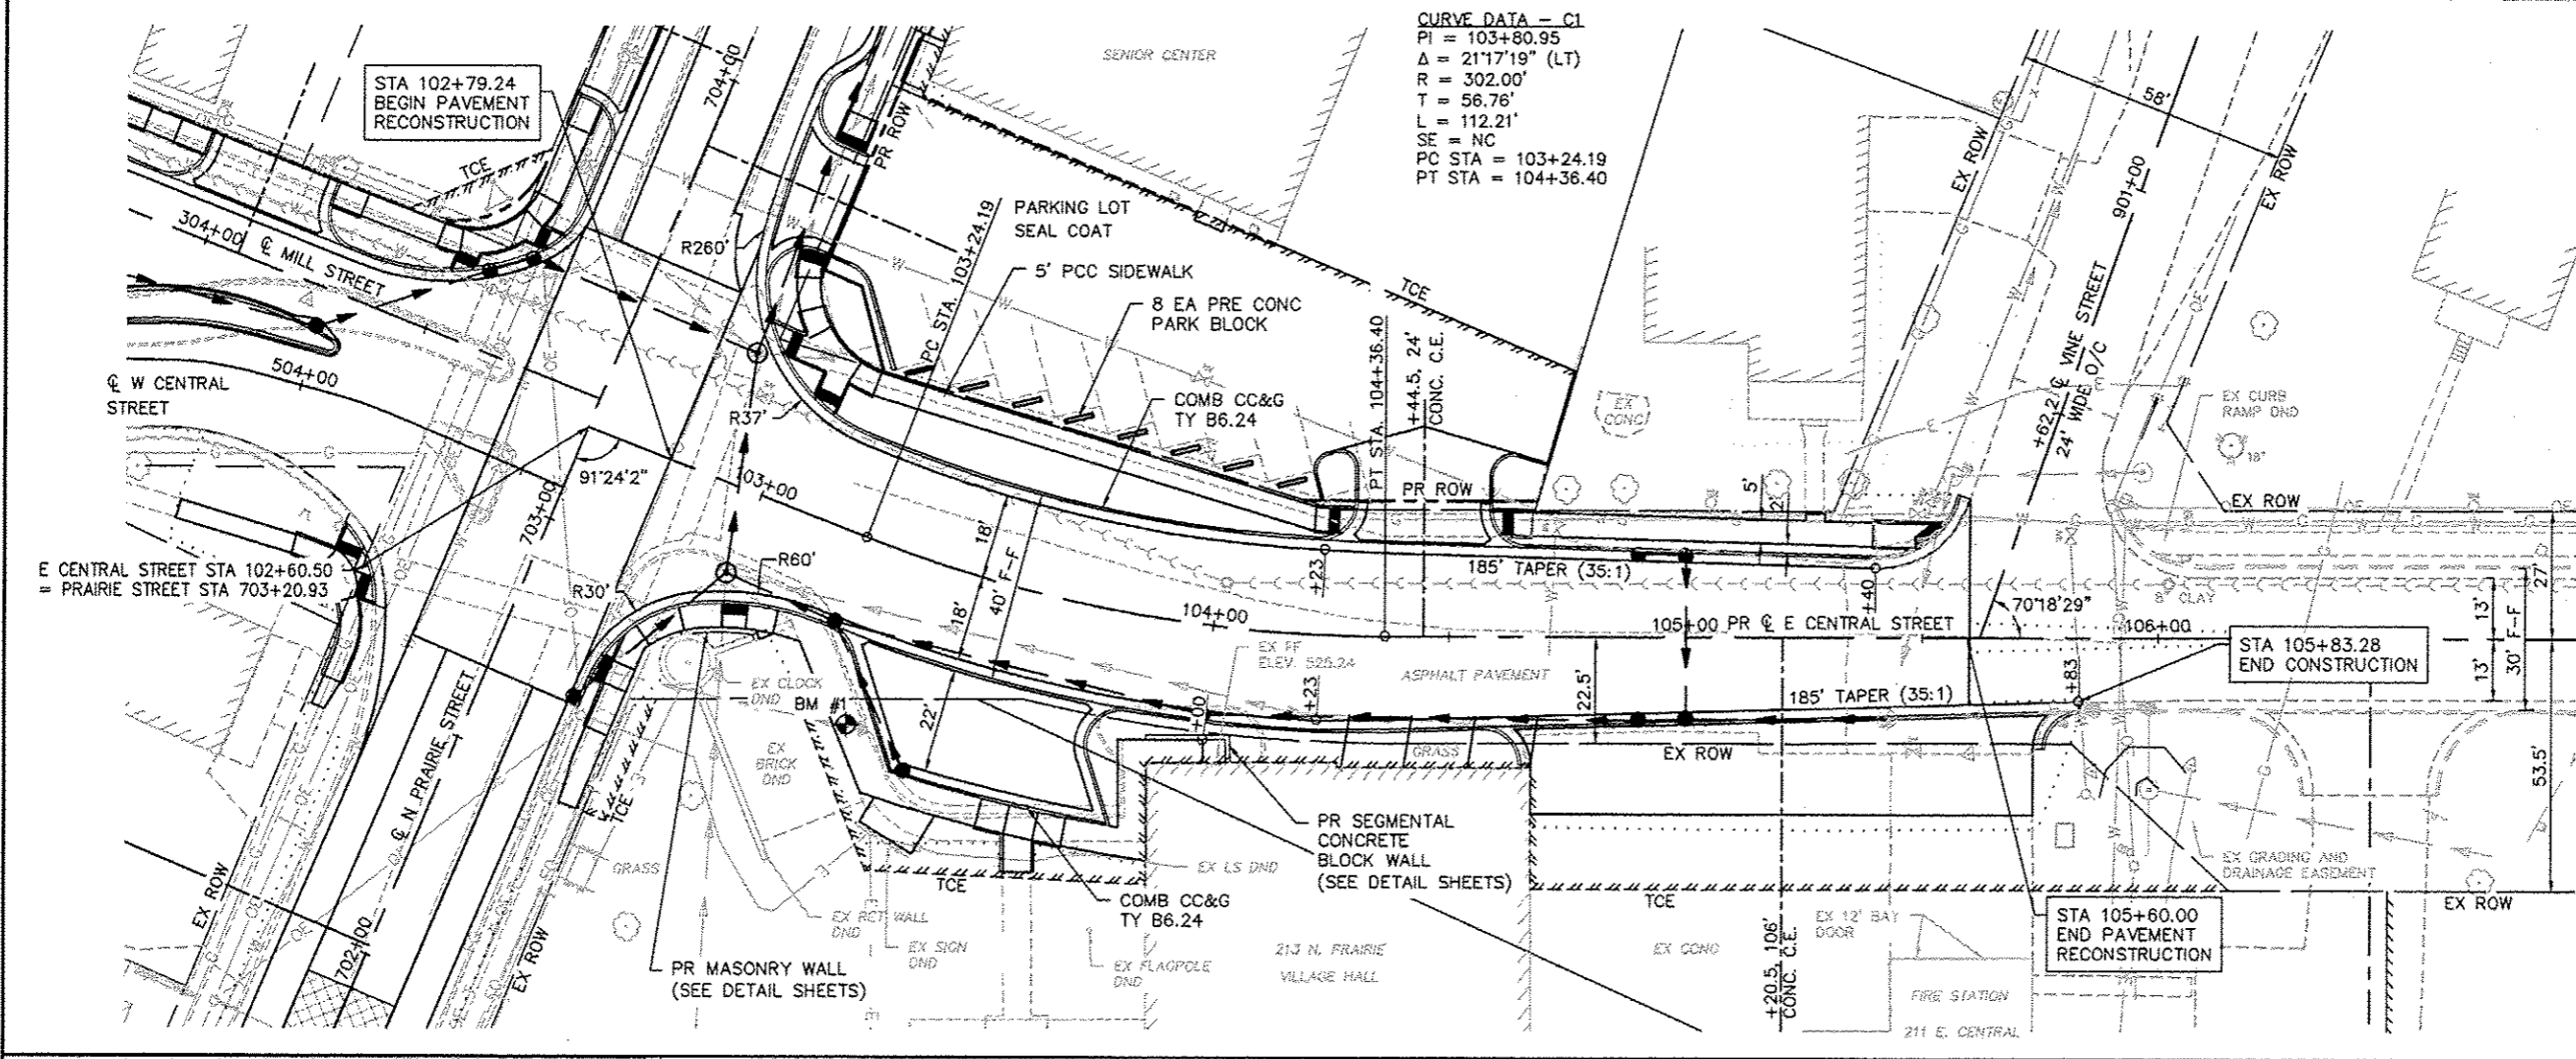 CURVE DATA - C1
PI = 103+80.95
Δ = 21°17'19" (LT)
R = 302.00'
T = 56.76'
L = 112.21'
SE = NC
PC STA = 103+24.19
PT STA = 104+36.40
SENIOR CENTER
STA 102+79.24
BEGIN PAVEMENT
RECONSTRUCTION
704+00
PR ROW
TCE
58'
EX ROW
901+00
EX ROW
304+00
℄ MILL STREET
R260'
PC STA. 103+24.19
PARKING LOT
SEAL COAT
5' PCC SIDEWALK
8 EA PRE CONC
PARK BLOCK
TCE
℄ VINE STREET
+62.2
24' WIDE O/C
504+00
℄ W CENTRAL
STREET
R37'
COMB CC&G
TY B6.24
PT STA. 104+36.40
+44.5, 24'
CONC. C.E.
EX
CONC
EX CURB
RAMP DND
18"
91°24'2"
703+00
103+00
PR ROW
5'
2'
EX ROW
18'
18'
40' F-F
E CENTRAL STREET STA 102+60.50
= PRAIRIE STREET STA 703+20.93
R30'
R60'
+23
185' TAPER (35:1)
+40
8" CLAY
27'
13'
13'
30' F-F
70°18'29"
104+00
105+00 PR ℄ E CENTRAL STREET
106+00
STA 105+83.28
END CONSTRUCTION
EX FF
ELEV. 525.24
ASPHALT PAVEMENT
EX CLOCK
DND
BM #1
+00
+23
22.5'
185' TAPER (35:1)
+83
22'
GRASS
EX ROW
EX
BRICK
DND
℄ N PRAIRIE STREET
53.5'
TCE
GRASS
PR SEGMENTAL
CONCRETE
BLOCK WALL
(SEE DETAIL SHEETS)
EX LS DND
EX GRADING AND
DRAINAGE EASEMENT
TCE
COMB CC&G
TY B6.24
TCE
EX ROW
EX ROW
EX RET WALL
DND
EX SIGN
DND
EX FLAGPOLE
DND
213 N. PRAIRIE
VILLAGE HALL
EX CONC
EX 12' BAY
DOOR
STA 105+60.00
END PAVEMENT
RECONSTRUCTION
702+00
EX ROW
PR MASONRY WALL
(SEE DETAIL SHEETS)
+20.5, 106'
CONC. C.E.
FIRE STATION
211 E. CENTRAL